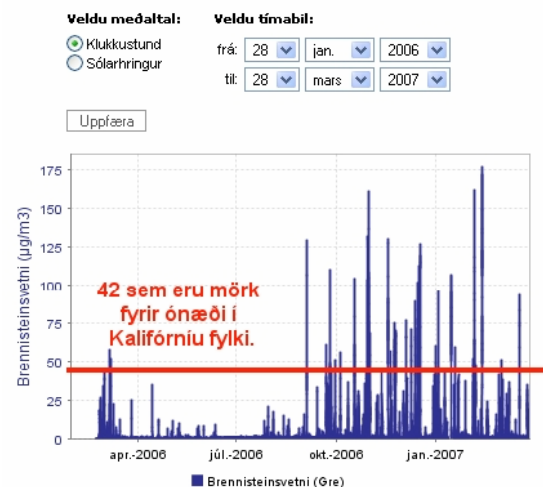 Veldu meðaltal:
Veldu tímabil:
Klukkustund
Sólarhringur
frá: 28 jan. 2006
til: 28 mars 2007
Uppfæra
Brennisteinsvetni (µg/m3)
175
150
125
100
75
50
25
0
42 sem eru mörk
fyrir ónæði í
Kalifórníu fylki.
apr.-2006 júl.-2006 okt.-2006 jan.-2007
Brennisteinsvetni (Gre)